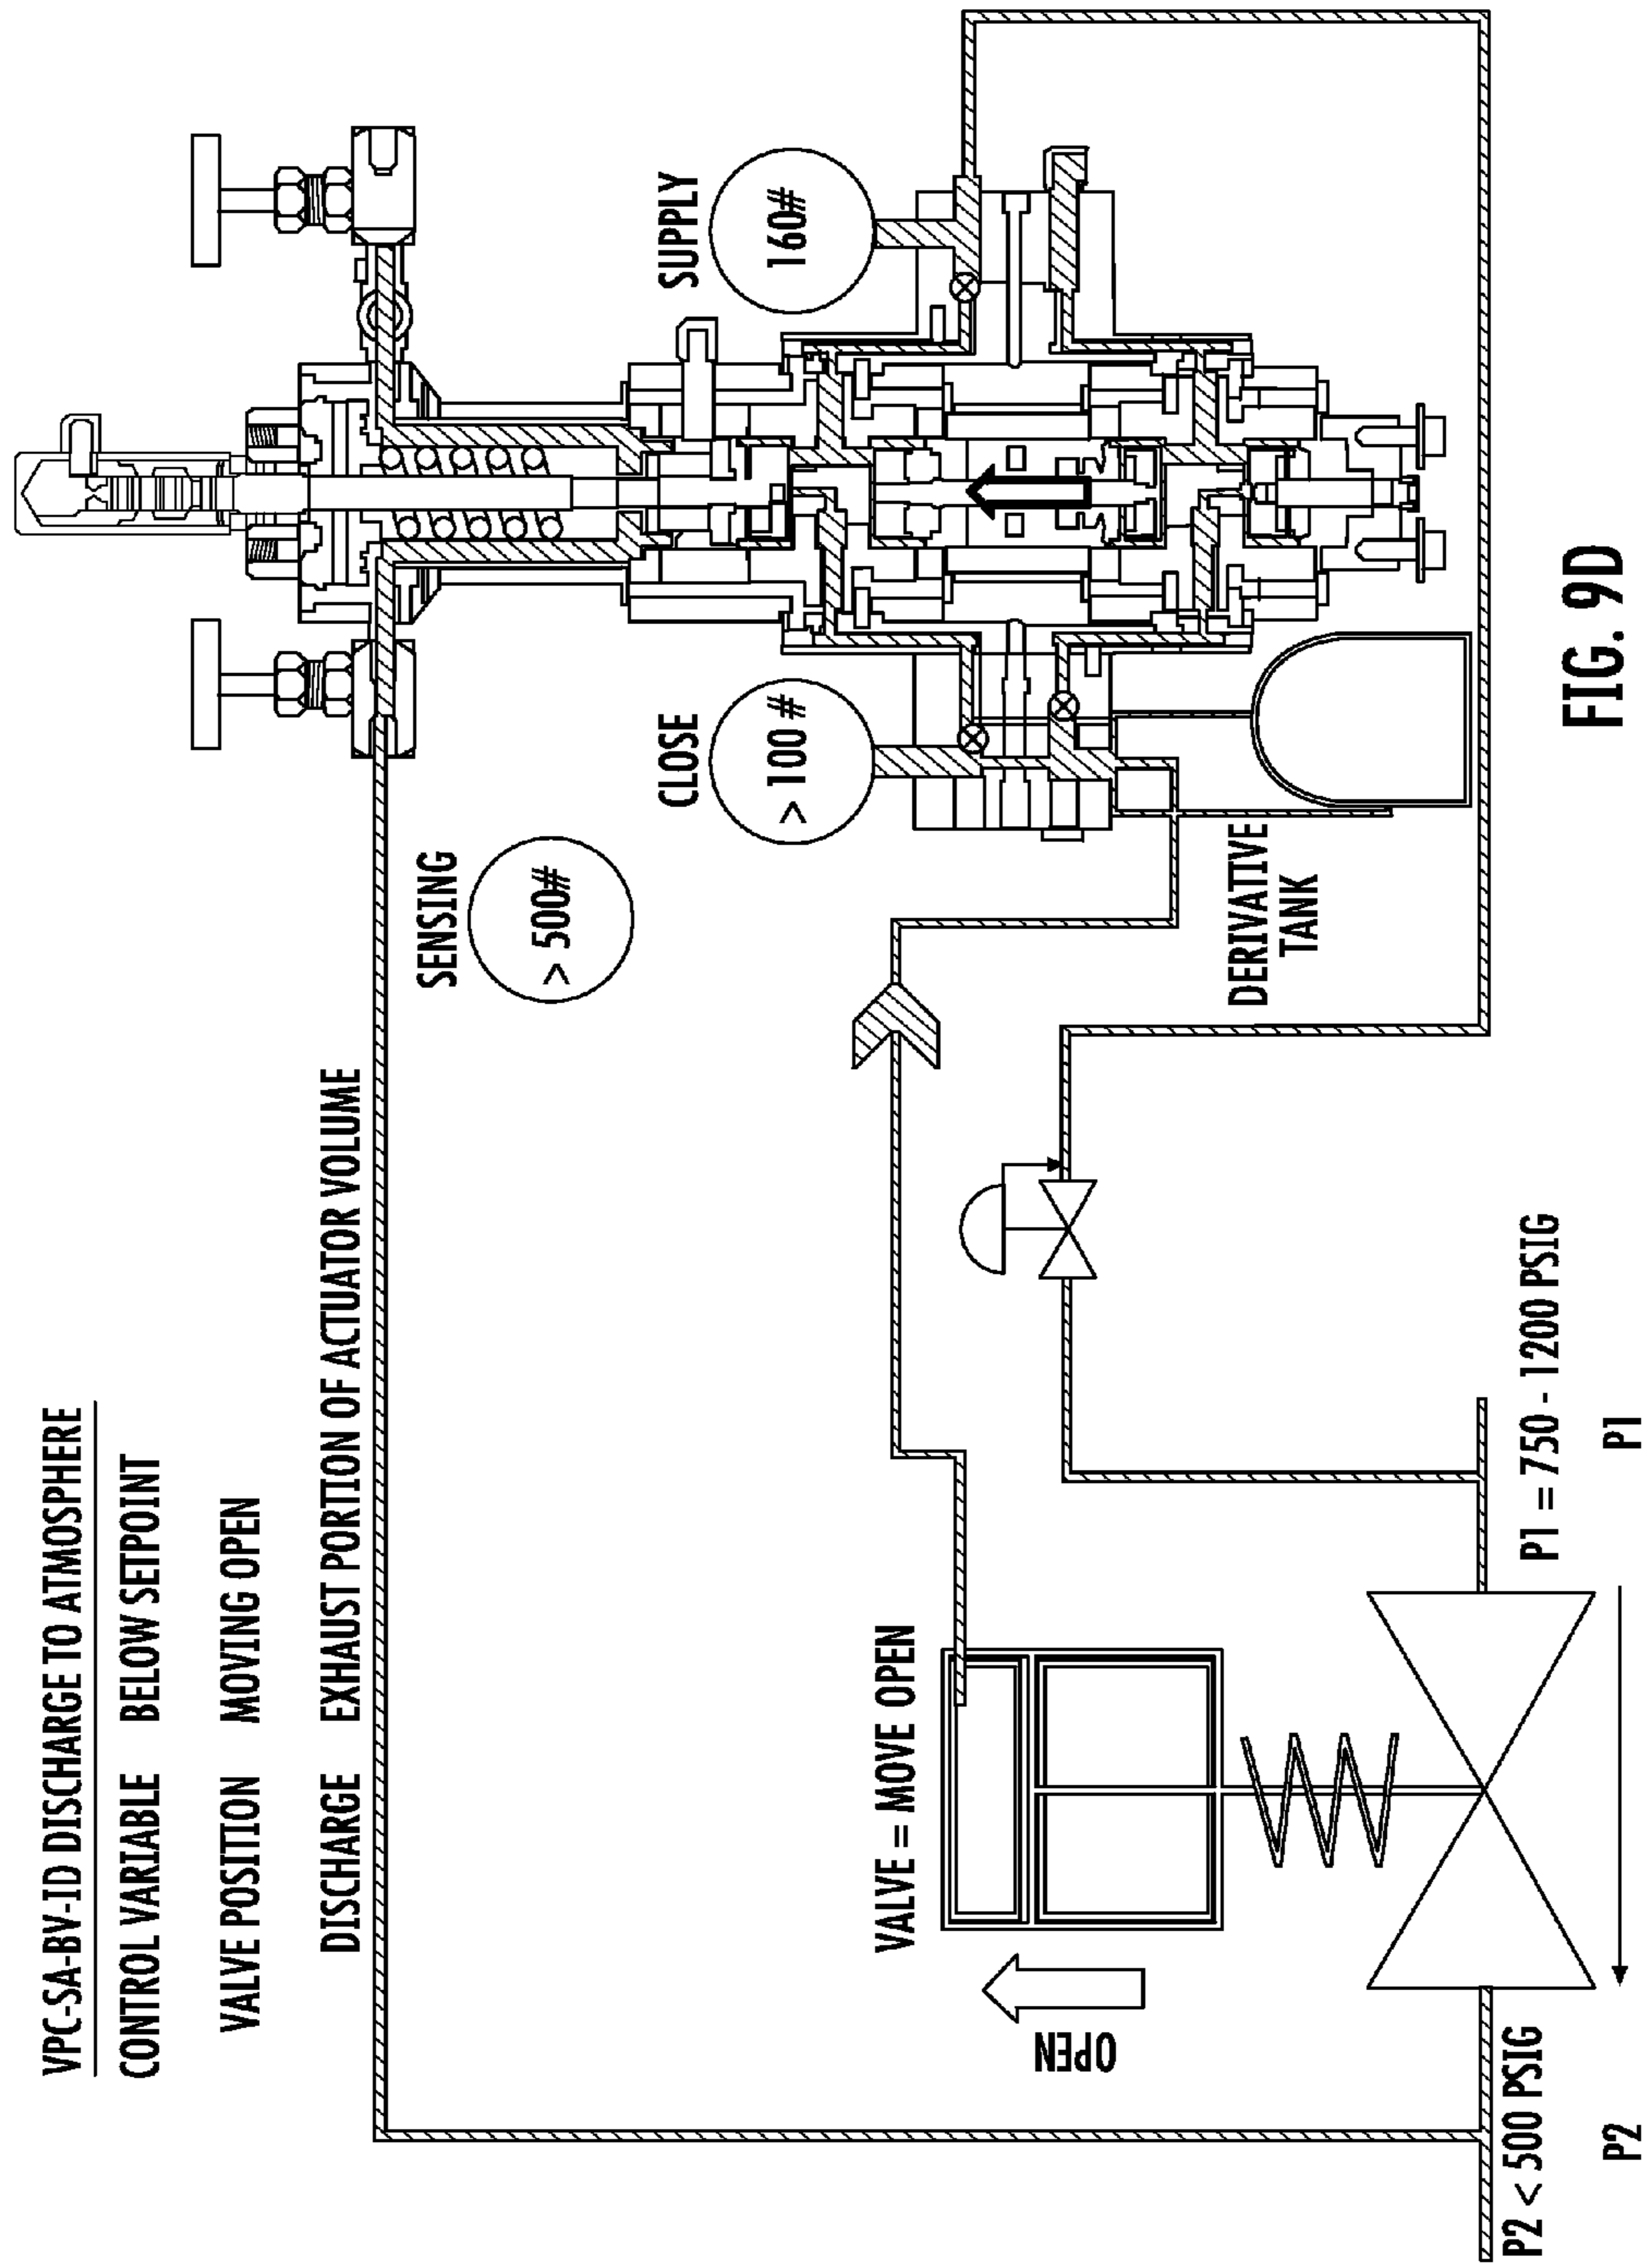 VPC-SA-BV-ID DISCHARGE TO ATMOSPHERE
CONTROL VARIABLE BELOW SETPOINT
VALVE POSITION MOVING OPEN
DISCHARGE EXHAUST PORTION OF ACTUATOR VOLUME
SENSING
> 500#
CLOSE
> 100 #
SUPPLY
160#
VALVE = MOVE OPEN
OPEN
DERIVATIVE
TANK
P2 < 500 PSIG
P1 = 750 - 1200 PSIG
P2
P1
FIG. 9D